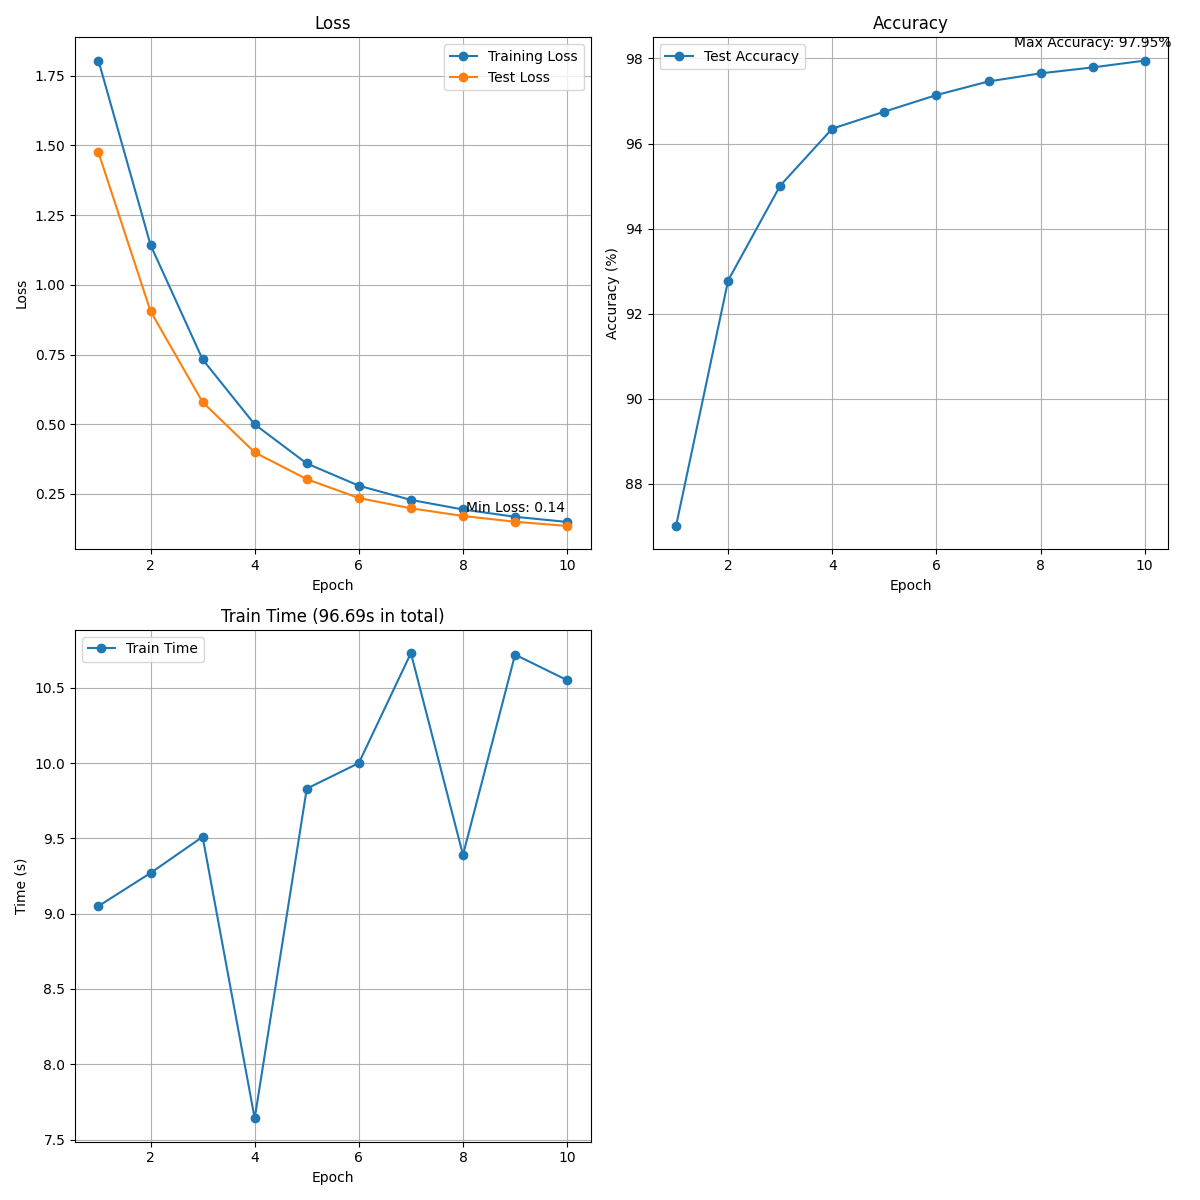 Loss
Training Loss
Test Loss
1.75
1.50
1.25
1.00
0.75
0.50
0.25
Loss
Min Loss: 0.14
2 4 6 8 10
Epoch
Accuracy
Max Accuracy: 97.95%
Test Accuracy
98
96
94
92
90
88
Accuracy (%)
2 4 6 8 10
Epoch
Train Time (96.69s in total)
Train Time
10.5
10.0
9.5
9.0
8.5
8.0
7.5
Time (s)
2 4 6 8 10
Epoch